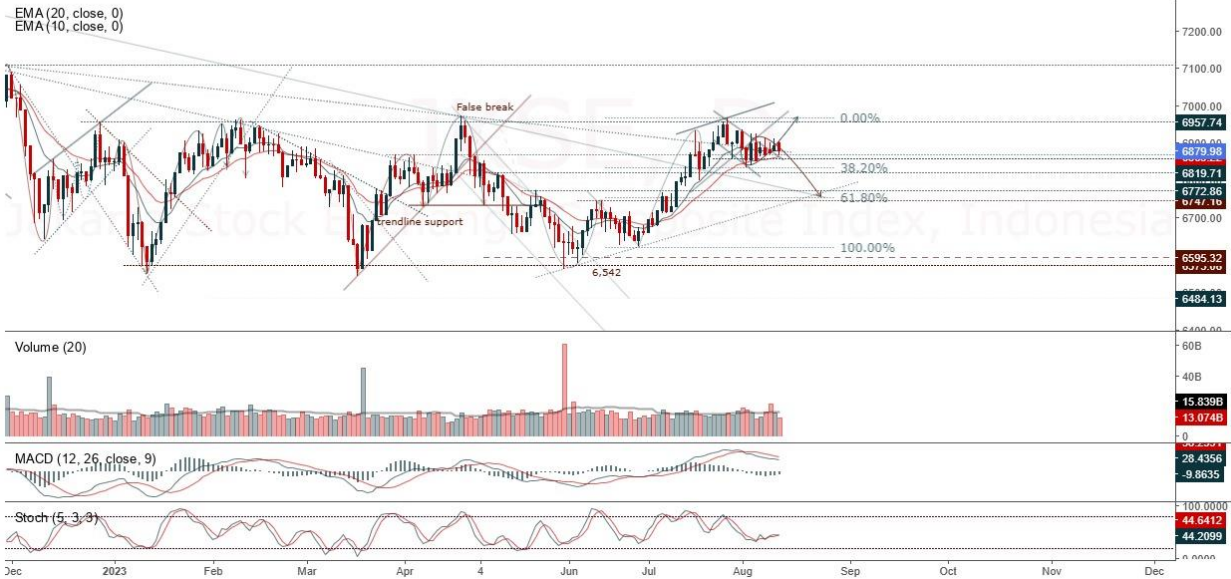 EMA (20, close, 0)
EMA (10, close, 0)
7200.00
7100.00
7000.00
False break
0.00%
6957.74
6879.98
38.20%
6819.71
6772.86
61.80%
6747.16
6700.00
trendline support
100.00%
6595.32
6,542
6484.13
Volume (20)
60B
40B
15.839B
13.074B
0
MACD (12, 26, close, 9)
28.4356
-9.8635
Stoch (5, 3, 3)
100.0000
44.6412
44.2099
Dec 2023 Feb Mar Apr 4 Jun Jul Aug Sep Oct Nov Dec